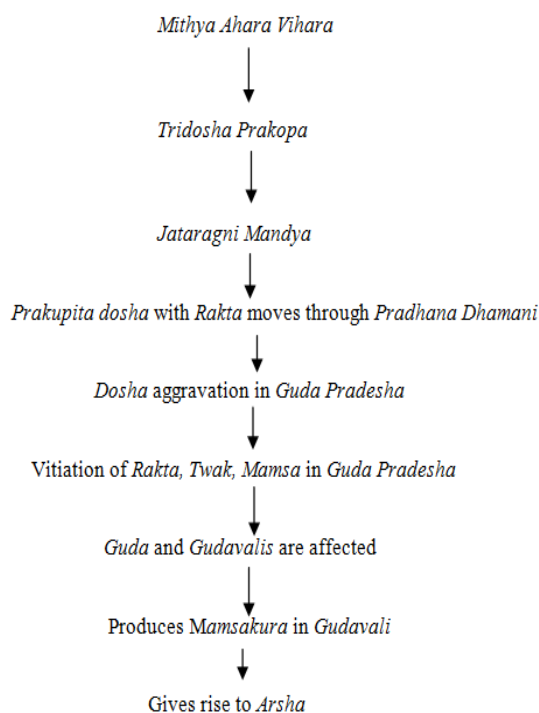 Mithya Ahara Vihara
Tridosha Prakopa
Jataragni Mandya
Prakupita dosha with Rakta moves through Pradhana Dhamani
Dosha aggravation in Guda Pradesha
Vitiation of Rakta, Twak, Mamsa in Guda Pradesha
Guda and Gudavalis are affected
Produces Mamsakura in Gudavali
Gives rise to Arsha